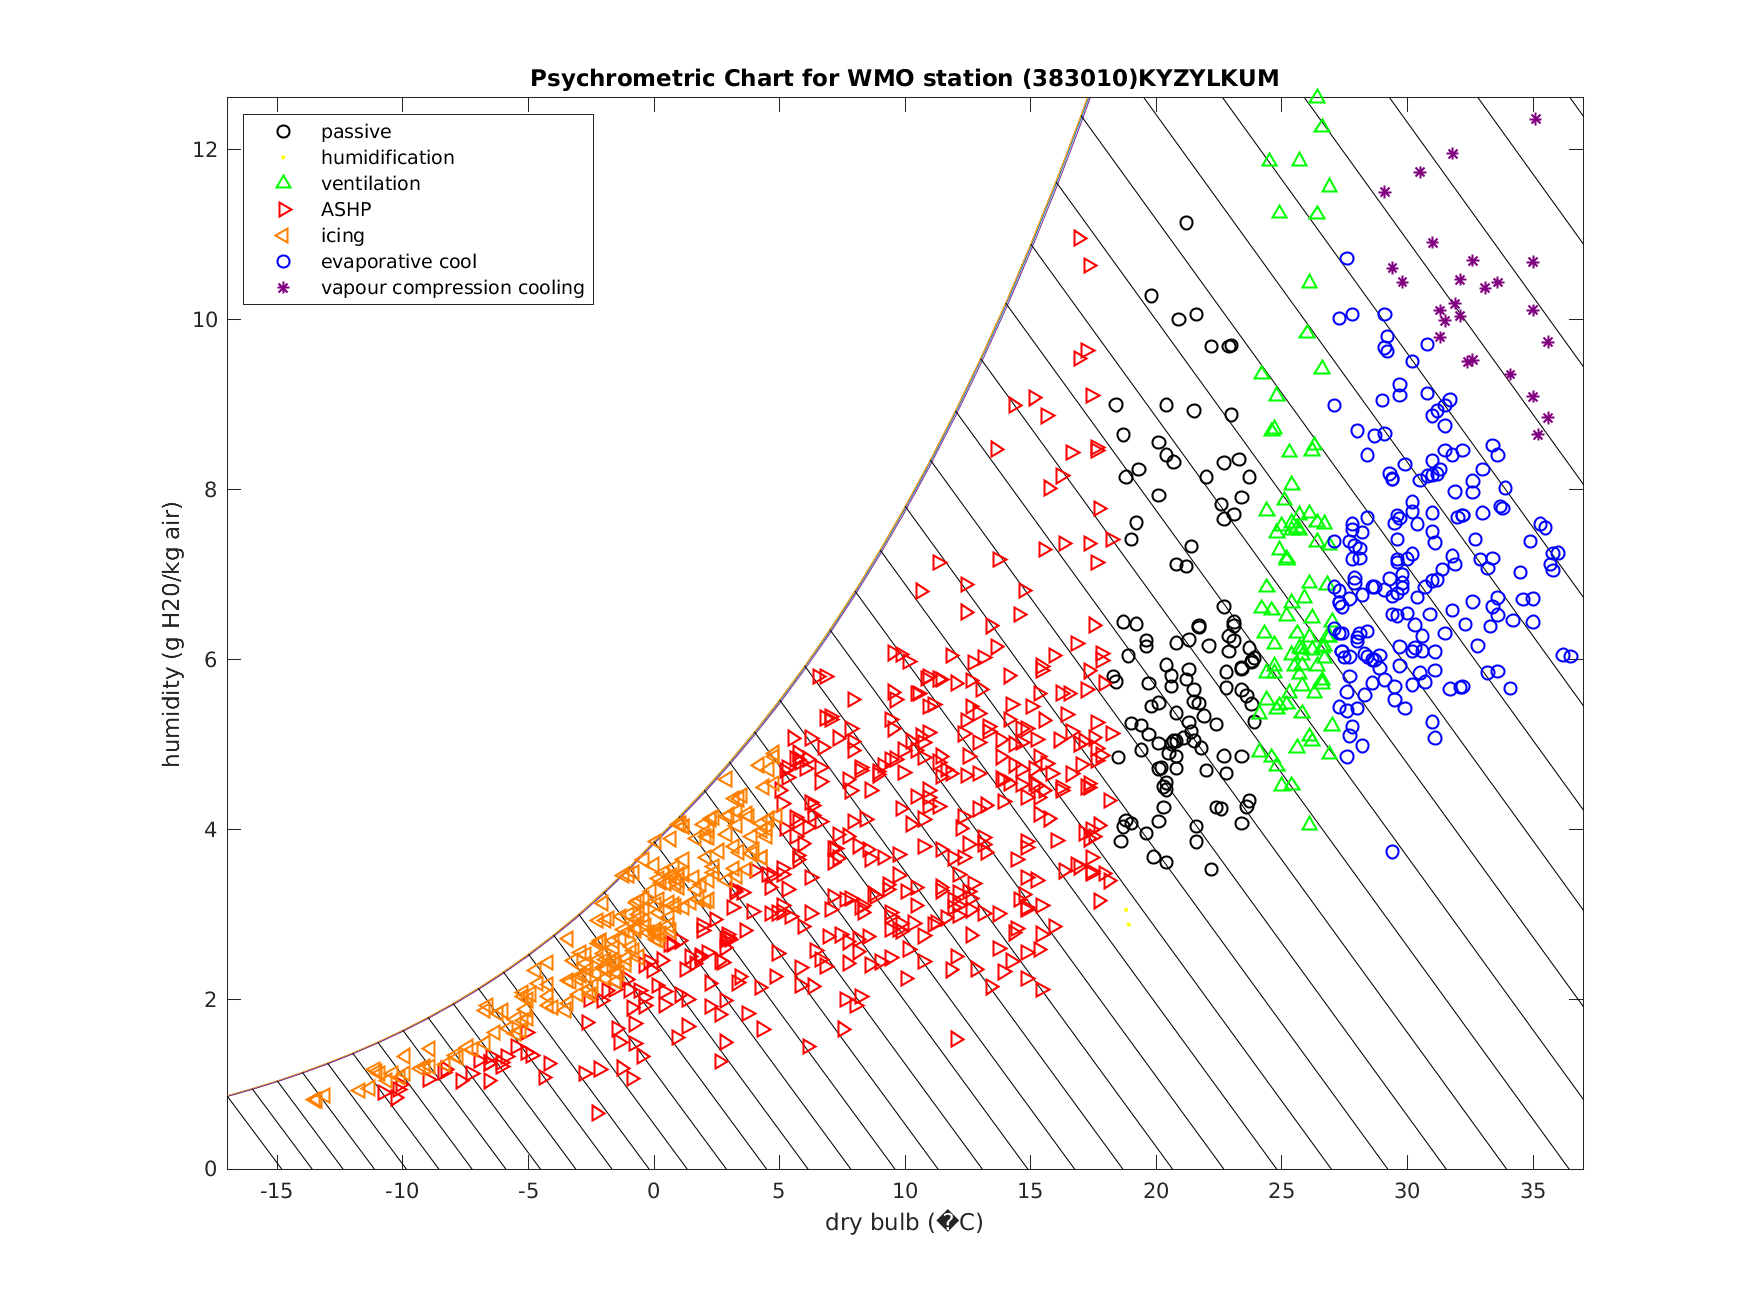 Psychrometric Chart for WMO station (383010)KYZYLKUM
passive
humidification
ventilation
ASHP
icing
evaporative cool
vapour compression cooling
12
10
8
6
4
2
0
humidity (g H20/kg air)
-15 -10 -5 0 5 10 15 20 25 30 35
dry bulb (�C)